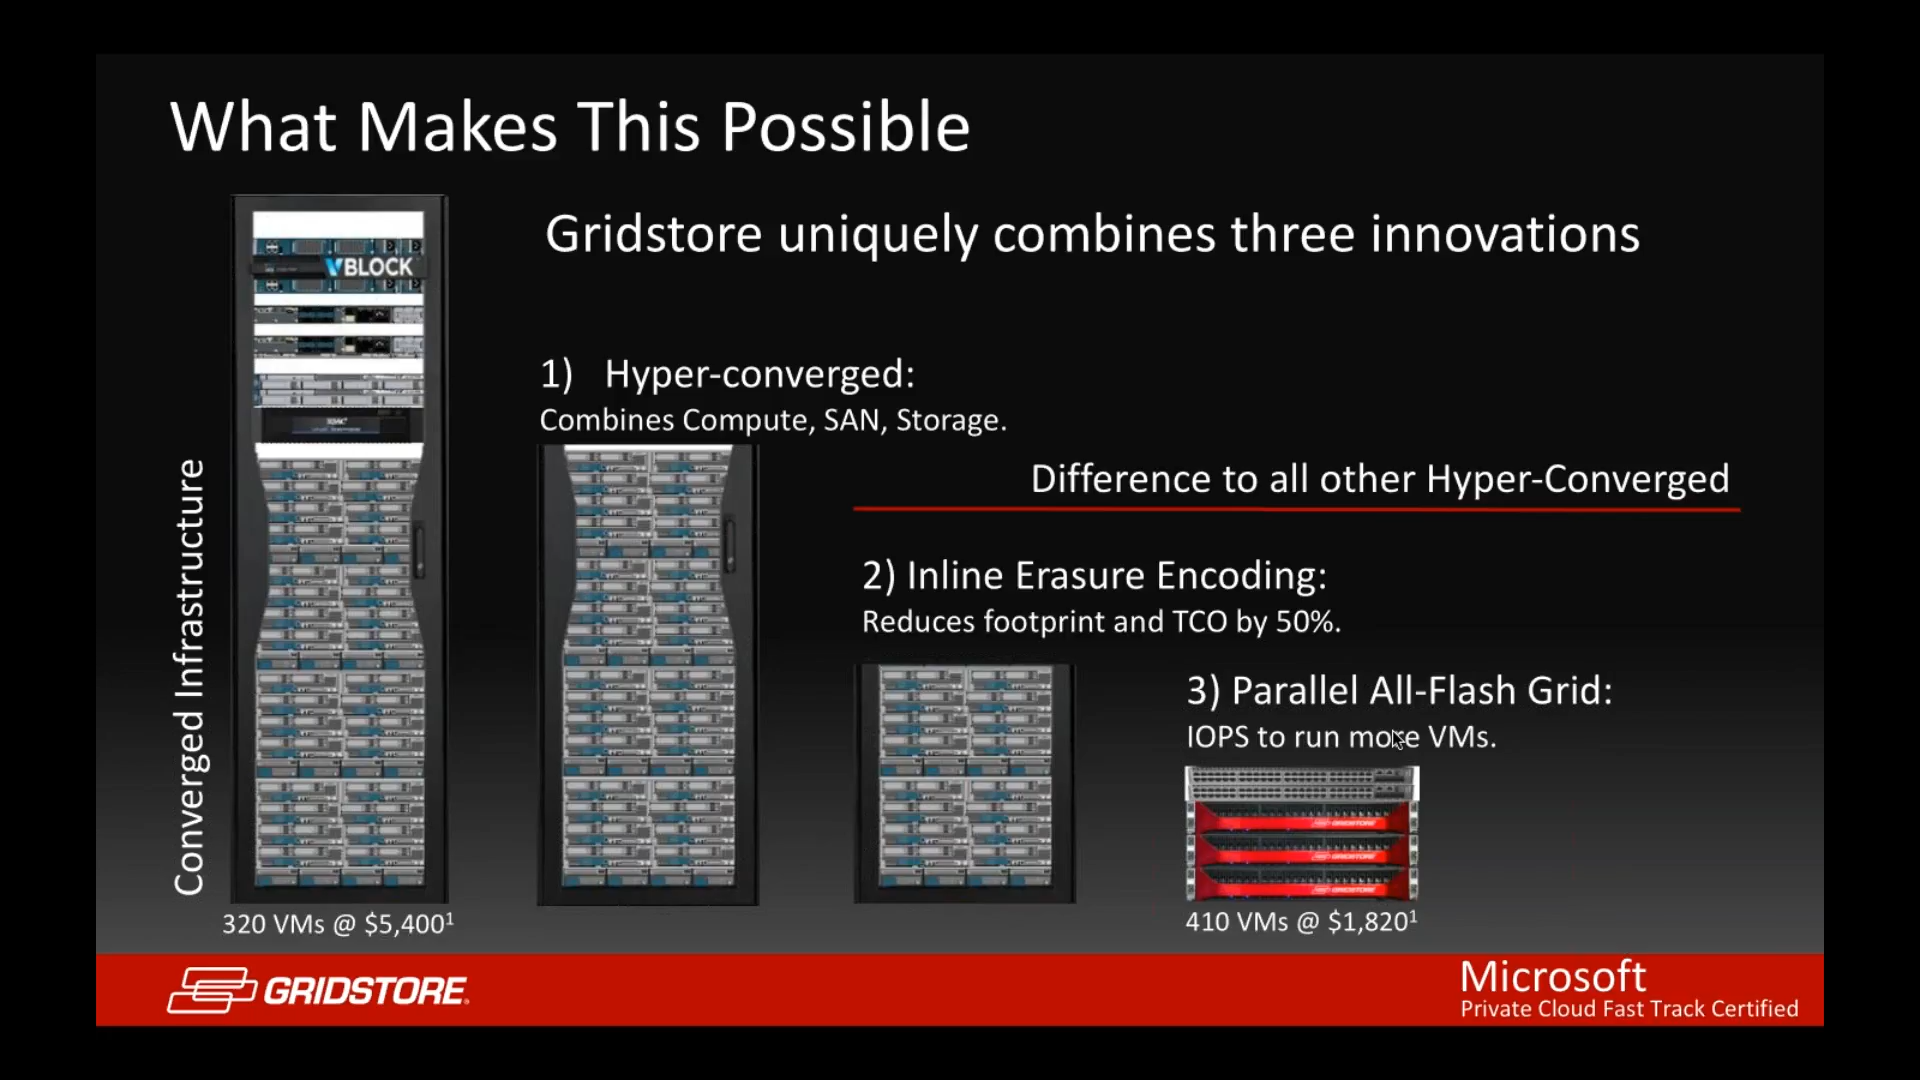 What Makes This Possible
Gridstore uniquely combines three innovations
VBLOCK
1) Hyper-converged:
Combines Compute, SAN, Storage.
Difference to all other Hyper-Converged
2) Inline Erasure Encoding:
Reduces footprint and TCO by 50%.
3) Parallel All-Flash Grid:
IOPS to run more VMs.
Converged Infrastructure
GRIDSTORE
GRIDSTORE
GRIDSTORE
320 VMs @ $5,400¹
410 VMs @ $1,820¹
GRIDSTORE
Microsoft
Private Cloud Fast Track Certified